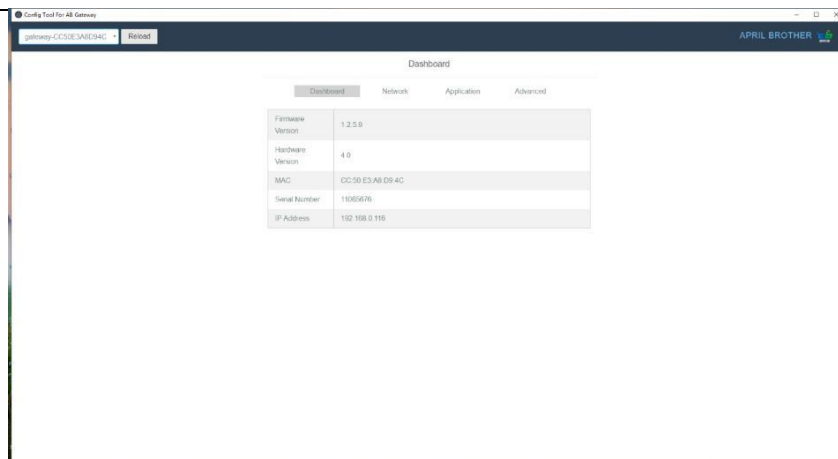 Config Tool For AB Gateway
gateway-CC50E3A8D94C Reload
APRIL BROTHER
Dashboard
Dashboard Network Application Advanced
Firmware
Version
1.2.5.9
Hardware
Version
4.0
MAC CC:50:E3:A8:D9:4C
Serial Number 11065676
IP Address 192.168.0.116